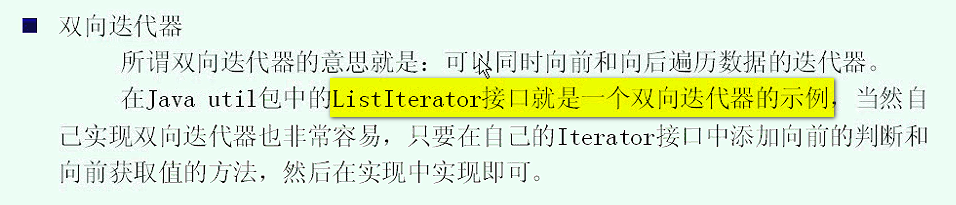 双向迭代器
所谓双向迭代器的意思就是：可以同时向前和向后遍历数据的迭代器。
在Java util包中的ListIterator接口就是一个双向迭代器的示例，当然自
己实现双向迭代器也非常容易，只要在自己的Iterator接口中添加向前的判断和
向前获取值的方法，然后在实现中实现即可。